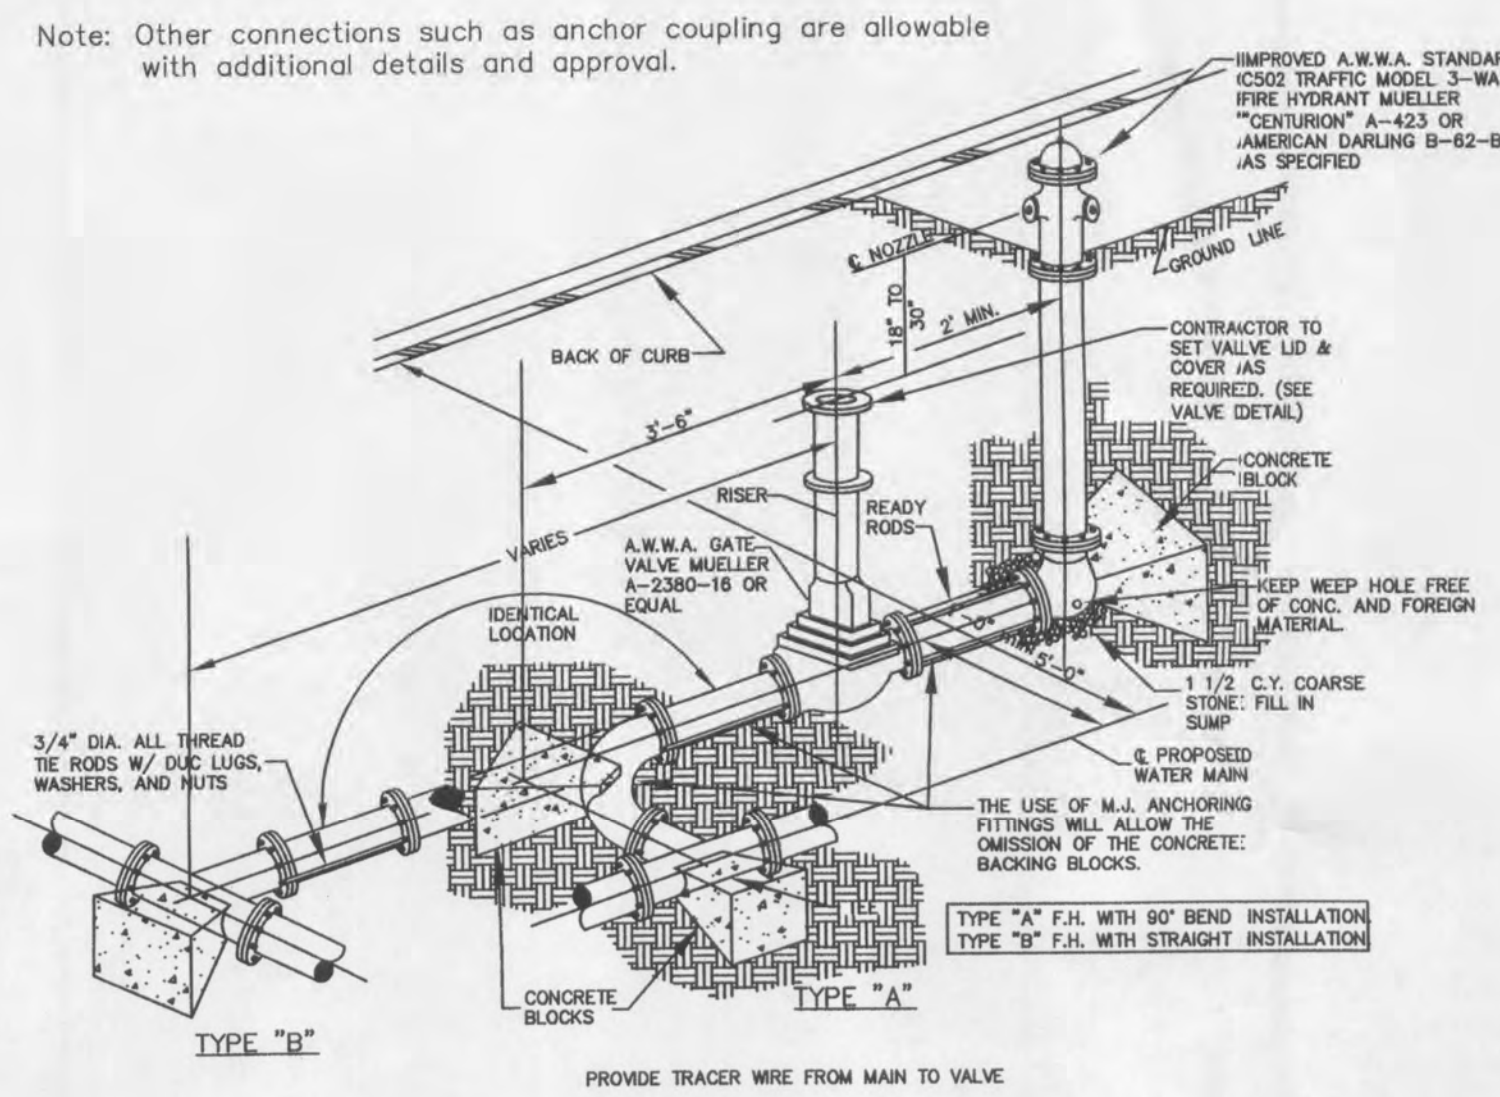 Note: Other connections such as anchor coupling are allowable
with additional details and approval.
IIMPROVED A.W.W.A. STANDAR
(C502 TRAFFIC MODEL 3-WA
IFIRE HYDRANT MUELLER
""CENTURION" A-423 OR
/AMERICAN DARLING B-62-B
/AS SPECIFIED
℄ NOZZLE
GROUND LINE
18" TO
30"
2' MIN.
BACK OF CURB
CONTRACTOR TO
SET VALLVE LID &
COVER /AS
REQUIRED. (SEE
VALVE DETAIL)
3'-6"
CONCRETE
BLOCK
RISER
READY
RODS
VARIES
A.W.W.A. GATE
VALVE MUELLER
A-2380-16 OR
EQUAL
KEEP WEEP HOLE FREE
OF CONC. AND FOREIGN
MATERIAL.
IDENTICAL
LOCATION
5'-0"
1 1/2 C.Y. COARSE
STONE: FILL IN
SUMP
3/4" DIA. ALL THREAD
TIE RODS W/ DUC LUGS,
WASHERS, AND NUTS
℄ PROPOSED
WATER MAIN
THE USE OF M.J. ANCHORING
FITTINGS WILL ALLOW THE
OMISSION OF THE CONCRETE:
BACKING BLOCKS.
TYPE "A" F.H. WITH 90° BEND INSTALLATION
TYPE "B" F.H. WITH STRAIGHT INSTALLATION
CONCRETE
BLOCKS
TYPE "A"
TYPE "B"
PROVIDE TRACER WIRE FROM MAIN TO VALVE